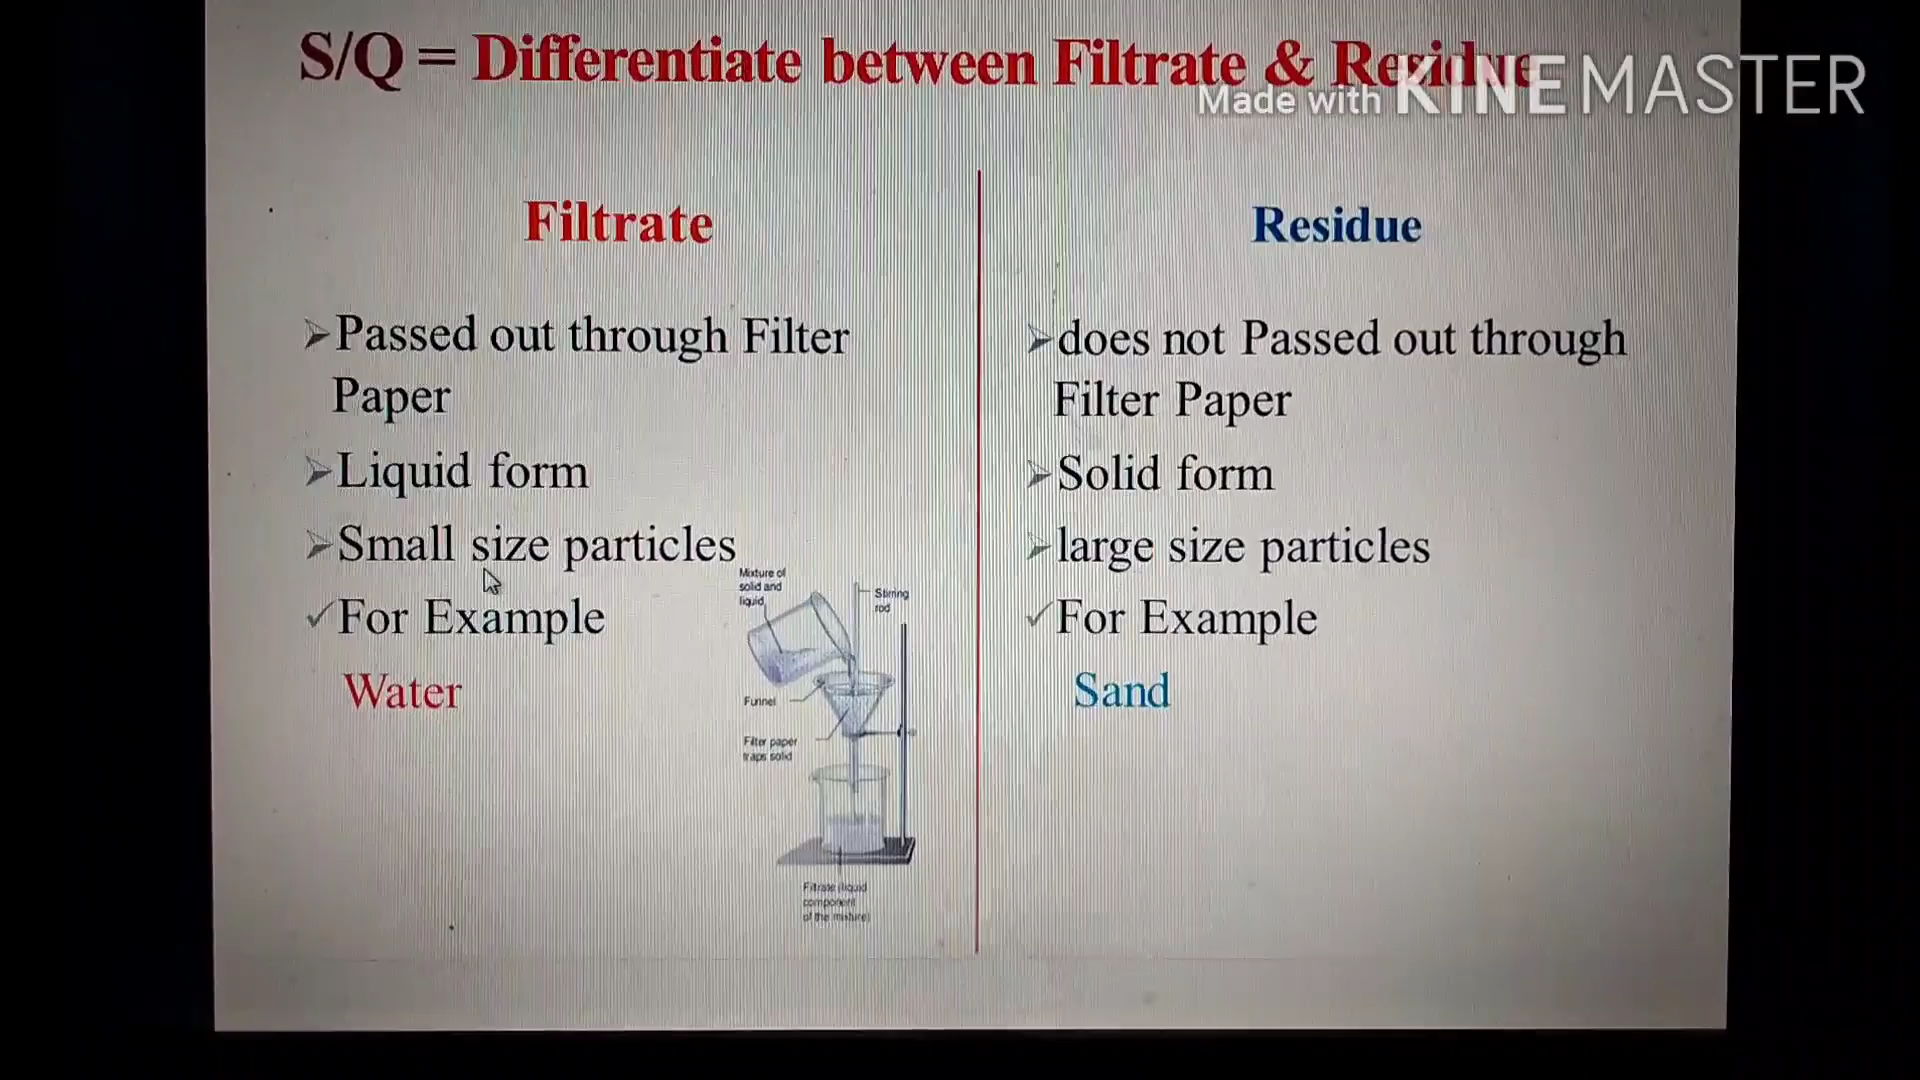 S/Q = Differentiate between Filtrate & Residue
Made with KINEMASTER
Filtrate
Passed out through Filter
Paper
Liquid form
Small size particles
For Example
Water
Mixture of
solid and
liquid
Stirring
rod
Funnel
Filter paper
traps solid
Filtrate (liquid
component
of the mixture)
Residue
does not Passed out through
Filter Paper
Solid form
large size particles
For Example
Sand